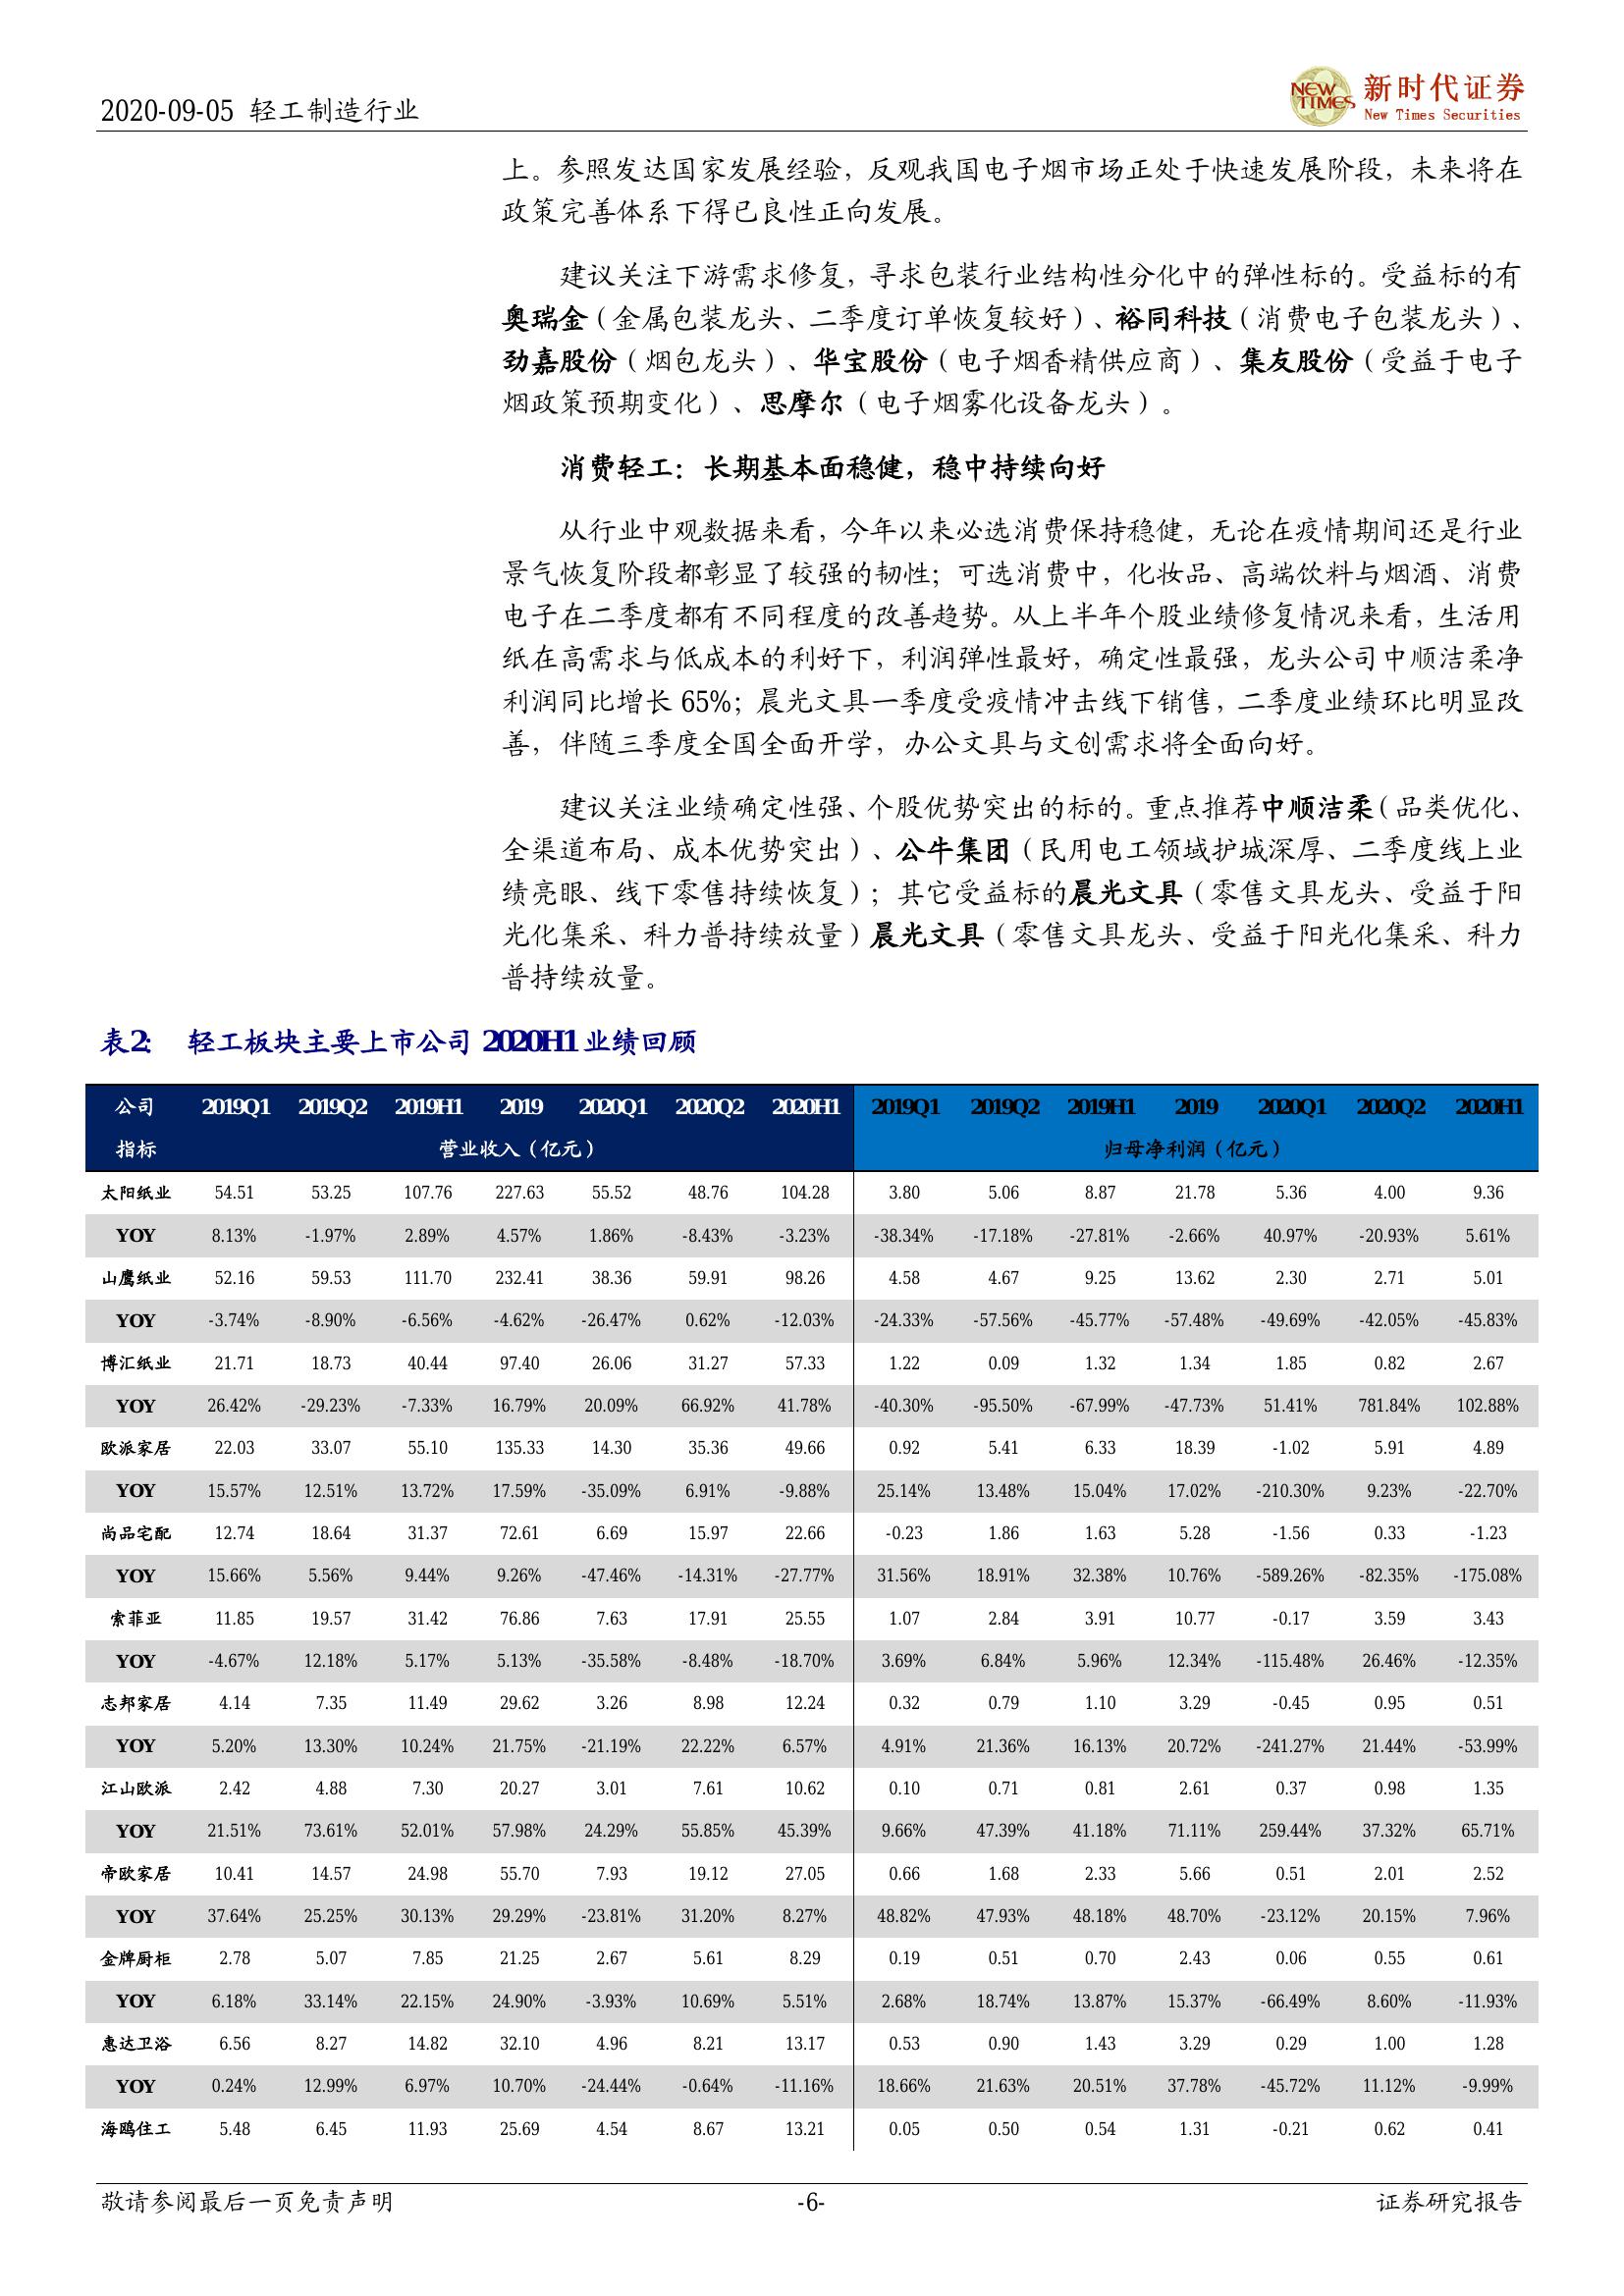 2020-09-05 轻工制造行业
NEW TIMES 新时代证券
New Times Securities
上。参照发达国家发展经验，反观我国电子烟市场正处于快速发展阶段，未来将在
政策完善体系下得已良性正向发展。
建议关注下游需求修复，寻求包装行业结构性分化中的弹性标的。受益标的有
奥瑞金（金属包装龙头、二季度订单恢复较好）、裕同科技（消费电子包装龙头）、
劲嘉股份（烟包龙头）、华宝股份（电子烟香精供应商）、集友股份（受益于电子
烟政策预期变化）、思摩尔（电子烟雾化设备龙头）。
消费轻工：长期基本面稳健，稳中持续向好
从行业中观数据来看，今年以来必选消费保持稳健，无论在疫情期间还是行业
景气恢复阶段都彰显了较强的韧性；可选消费中，化妆品、高端饮料与烟酒、消费
电子在二季度都有不同程度的改善趋势。从上半年个股业绩修复情况来看，生活用
纸在高需求与低成本的利好下，利润弹性最好，确定性最强，龙头公司中顺洁柔净
利润同比增长 65%；晨光文具一季度受疫情冲击线下销售，二季度业绩环比明显改
善，伴随三季度全国全面开学，办公文具与文创需求将全面向好。
建议关注业绩确定性强、个股优势突出的标的。重点推荐中顺洁柔（品类优化、
全渠道布局、成本优势突出）、公牛集团（民用电工领域护城深厚、二季度线上业
绩亮眼、线下零售持续恢复）；其它受益标的晨光文具（零售文具龙头、受益于阳
光化集采、科力普持续放量）晨光文具（零售文具龙头、受益于阳光化集采、科力
普持续放量。
表2： 轻工板块主要上市公司 2020H1 业绩回顾
公司 2019Q1 2019Q2 2019H1 2019 2020Q1 2020Q2 2020H1 2019Q1 2019Q2 2019H1 2019 2020Q1 2020Q2 2020H1
指标 营业收入（亿元） 归母净利润（亿元）
太阳纸业 54.51 53.25 107.76 227.63 55.52 48.76 104.28 3.80 5.06 8.87 21.78 5.36 4.00 9.36
YOY 8.13% -1.97% 2.89% 4.57% 1.86% -8.43% -3.23% -38.34% -17.18% -27.81% -2.66% 40.97% -20.93% 5.61%
山鹰纸业 52.16 59.53 111.70 232.41 38.36 59.91 98.26 4.58 4.67 9.25 13.62 2.30 2.71 5.01
YOY -3.74% -8.90% -6.56% -4.62% -26.47% 0.62% -12.03% -24.33% -57.56% -45.77% -57.48% -49.69% -42.05% -45.83%
博汇纸业 21.71 18.73 40.44 97.40 26.06 31.27 57.33 1.22 0.09 1.32 1.34 1.85 0.82 2.67
YOY 26.42% -29.23% -7.33% 16.79% 20.09% 66.92% 41.78% -40.30% -95.50% -67.99% -47.73% 51.41% 781.84% 102.88%
欧派家居 22.03 33.07 55.10 135.33 14.30 35.36 49.66 0.92 5.41 6.33 18.39 -1.02 5.91 4.89
YOY 15.57% 12.51% 13.72% 17.59% -35.09% 6.91% -9.88% 25.14% 13.48% 15.04% 17.02% -210.30% 9.23% -22.70%
尚品宅配 12.74 18.64 31.37 72.61 6.69 15.97 22.66 -0.23 1.86 1.63 5.28 -1.56 0.33 -1.23
YOY 15.66% 5.56% 9.44% 9.26% -47.46% -14.31% -27.77% 31.56% 18.91% 32.38% 10.76% -589.26% -82.35% -175.08%
索菲亚 11.85 19.57 31.42 76.86 7.63 17.91 25.55 1.07 2.84 3.91 10.77 -0.17 3.59 3.43
YOY -4.67% 12.18% 5.17% 5.13% -35.58% -8.48% -18.70% 3.69% 6.84% 5.96% 12.34% -115.48% 26.46% -12.35%
志邦家居 4.14 7.35 11.49 29.62 3.26 8.98 12.24 0.32 0.79 1.10 3.29 -0.45 0.95 0.51
YOY 5.20% 13.30% 10.24% 21.75% -21.19% 22.22% 6.57% 4.91% 21.36% 16.13% 20.72% -241.27% 21.44% -53.99%
江山欧派 2.42 4.88 7.30 20.27 3.01 7.61 10.62 0.10 0.71 0.81 2.61 0.37 0.98 1.35
YOY 21.51% 73.61% 52.01% 57.98% 24.29% 55.85% 45.39% 9.66% 47.39% 41.18% 71.11% 259.44% 37.32% 65.71%
帝欧家居 10.41 14.57 24.98 55.70 7.93 19.12 27.05 0.66 1.68 2.33 5.66 0.51 2.01 2.52
YOY 37.64% 25.25% 30.13% 29.29% -23.81% 31.20% 8.27% 48.82% 47.93% 48.18% 48.70% -23.12% 20.15% 7.96%
金牌厨柜 2.78 5.07 7.85 21.25 2.67 5.61 8.29 0.19 0.51 0.70 2.43 0.06 0.55 0.61
YOY 6.18% 33.14% 22.15% 24.90% -3.93% 10.69% 5.51% 2.68% 18.74% 13.87% 15.37% -66.49% 8.60% -11.93%
惠达卫浴 6.56 8.27 14.82 32.10 4.96 8.21 13.17 0.53 0.90 1.43 3.29 0.29 1.00 1.28
YOY 0.24% 12.99% 6.97% 10.70% -24.44% -0.64% -11.16% 18.66% 21.63% 20.51% 37.78% -45.72% 11.12% -9.99%
海鸥住工 5.48 6.45 11.93 25.69 4.54 8.67 13.21 0.05 0.50 0.54 1.31 -0.21 0.62 0.41
敬请参阅最后一页免责声明 -6- 证券研究报告